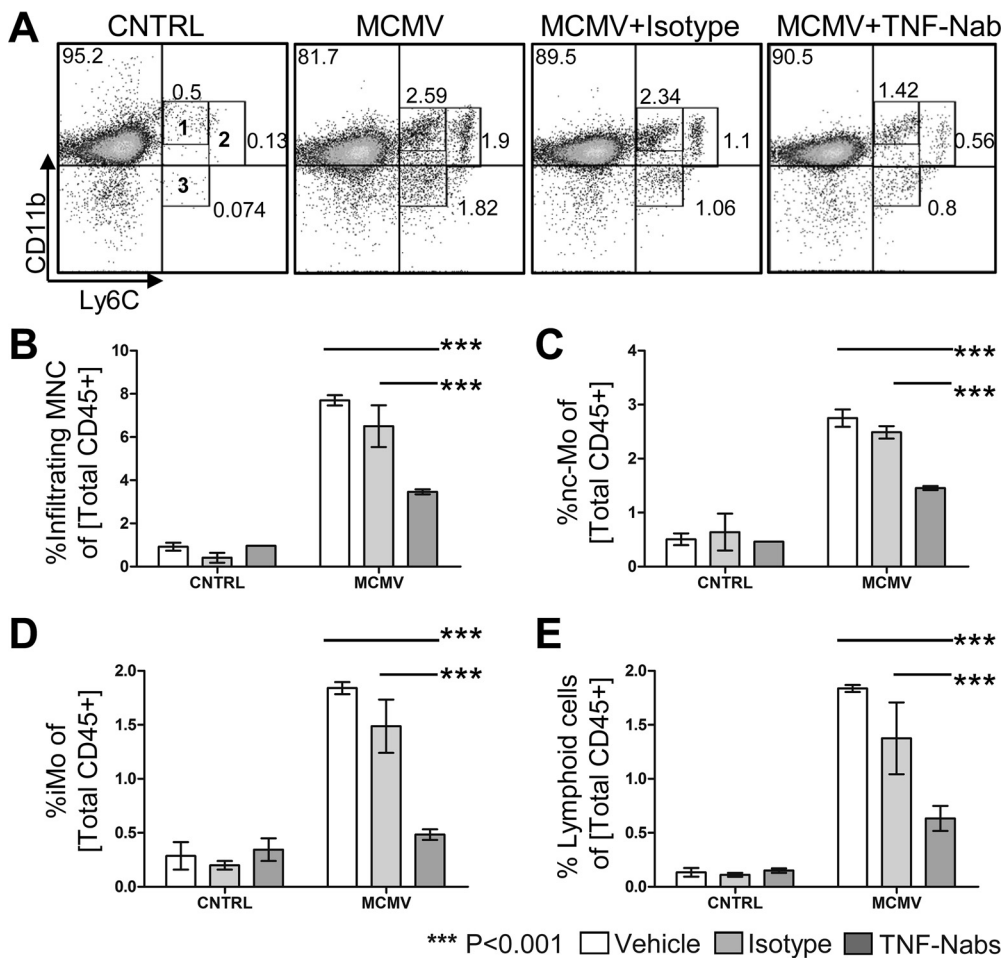 A
CNTRL MCMV MCMV+Isotype MCMV+TNF-Nab
95.2 81.7 89.5 90.5
0.5 2.59 2.34 1.42
1 2 0.13 1.9 1.1 0.56
3
0.074 1.82 1.06 0.8
CD11b
Ly6C
B
%Infiltrating MNC
of [Total CD45+]
10
8
6
4
2
0
***
***
CNTRL MCMV
C
%nc-Mo of
[Total CD45+]
4
3
2
1
0
***
***
CNTRL MCMV
D
%iMo of
[Total CD45+]
2.0
1.5
1.0
0.5
0.0
***
***
CNTRL MCMV
E
% Lymphoid cells
of [Total CD45+]
2.0
1.5
1.0
0.5
0.0
***
***
CNTRL MCMV
*** P<0.001 Vehicle Isotype TNF-Nabs